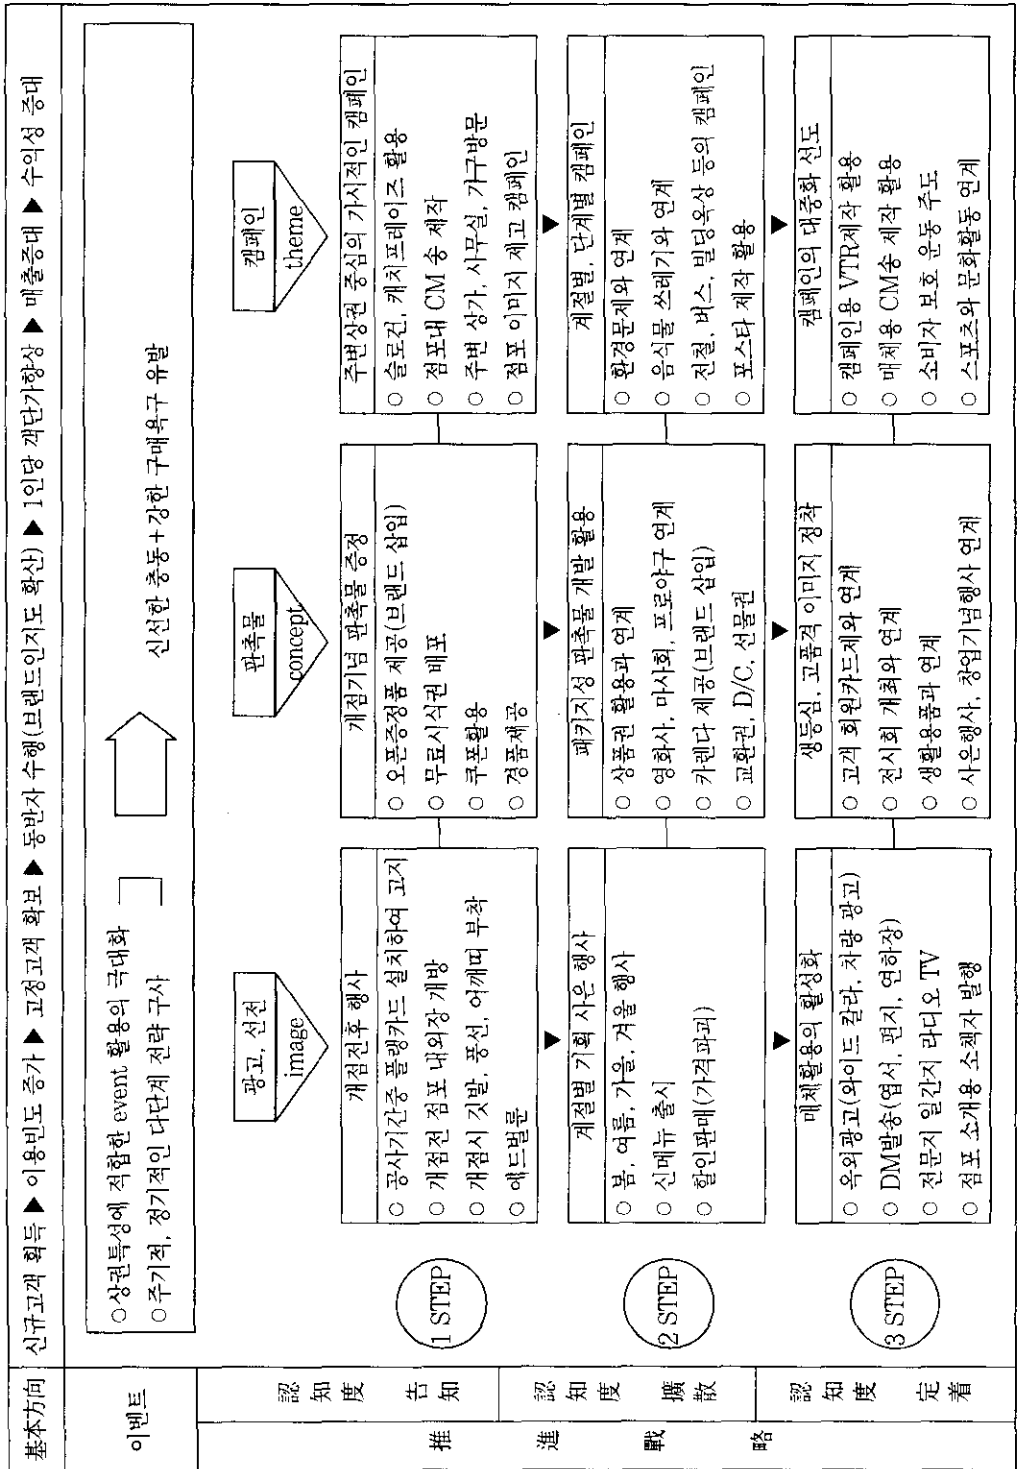 基本方向
신규고객 획득 ▶ 이용빈도 증가 ▶ 고정고객 확보 ▶ 동반자 수행(브랜드인지도 확산) ▶ 1인당 객단가향상 ▶ 매출증대 ▶ 수익성 증대
이벤트
○상권특성에 적합한 event 활용의 극대화
○주기적, 정기적인 다단계 전략 구사
신선한 충동+강한 구매욕구 유발
推進戰略
광고, 선전
image
판촉물
concept
캠페인
theme
認知度 告知
1 STEP
개점전후 행사
○ 공사기간중 플랭카드 설치하여 고지
○ 개점전 점포 내외장 개방
○ 개점시 깃발, 풍선, 어깨띠 부착
○ 애드벌룬
개점기념 판촉물 증정
○ 오픈증정품 제공(브랜드 삽입)
○ 무료시식권 배포
○ 쿠폰활용
○ 경품제공
주변상권 중심의 가시적인 캠페인
○ 슬로건, 캐치프레이즈 활용
○ 점포내 CM 송 제작
○ 주변 상가, 사무실, 가구방문
○ 점포 이미지 제고 캠페인
認知度 擴散
2 STEP
계절별 기획 사은 행사
○ 봄, 여름, 가을, 겨울 행사
○ 신메뉴 출시
○ 할인판매(가격파괴)
패키지성 판촉물 개발 활용
○ 상품권 활용과 연계
○ 영화사, 마사회, 프로야구 연계
○ 카렌다 제공(브랜드 삽입)
○ 교환권, D/C, 선물권
계절별, 단계별 캠페인
○ 환경문제와 연계
○ 음식물 쓰레기와 연계
○ 전철, 버스, 빌딩옥상 등의 캠페인
○ 포스타 제작 활용
認知度 定着
3 STEP
매체활용의 활성화
○ 옥외광고(와이드 칼라, 차량 광고)
○ DM발송(엽서, 편지, 연하장)
○ 전문지 일간지 라디오 TV
○ 점포 소개용 소책자 발행
생등심, 고품격 이미지 정착
○ 고객 회원카드제와 연계
○ 전시회 개최와 연계
○ 생활용품과 연계
○ 사은행사, 창업기념행사 연계
캠페인의 대중화 선도
○ 캠페인용 VTR제작 활용
○ 매체용 CM송 제작 활용
○ 소비자 보호 운동 주도
○ 스포츠와 문화활동 연계